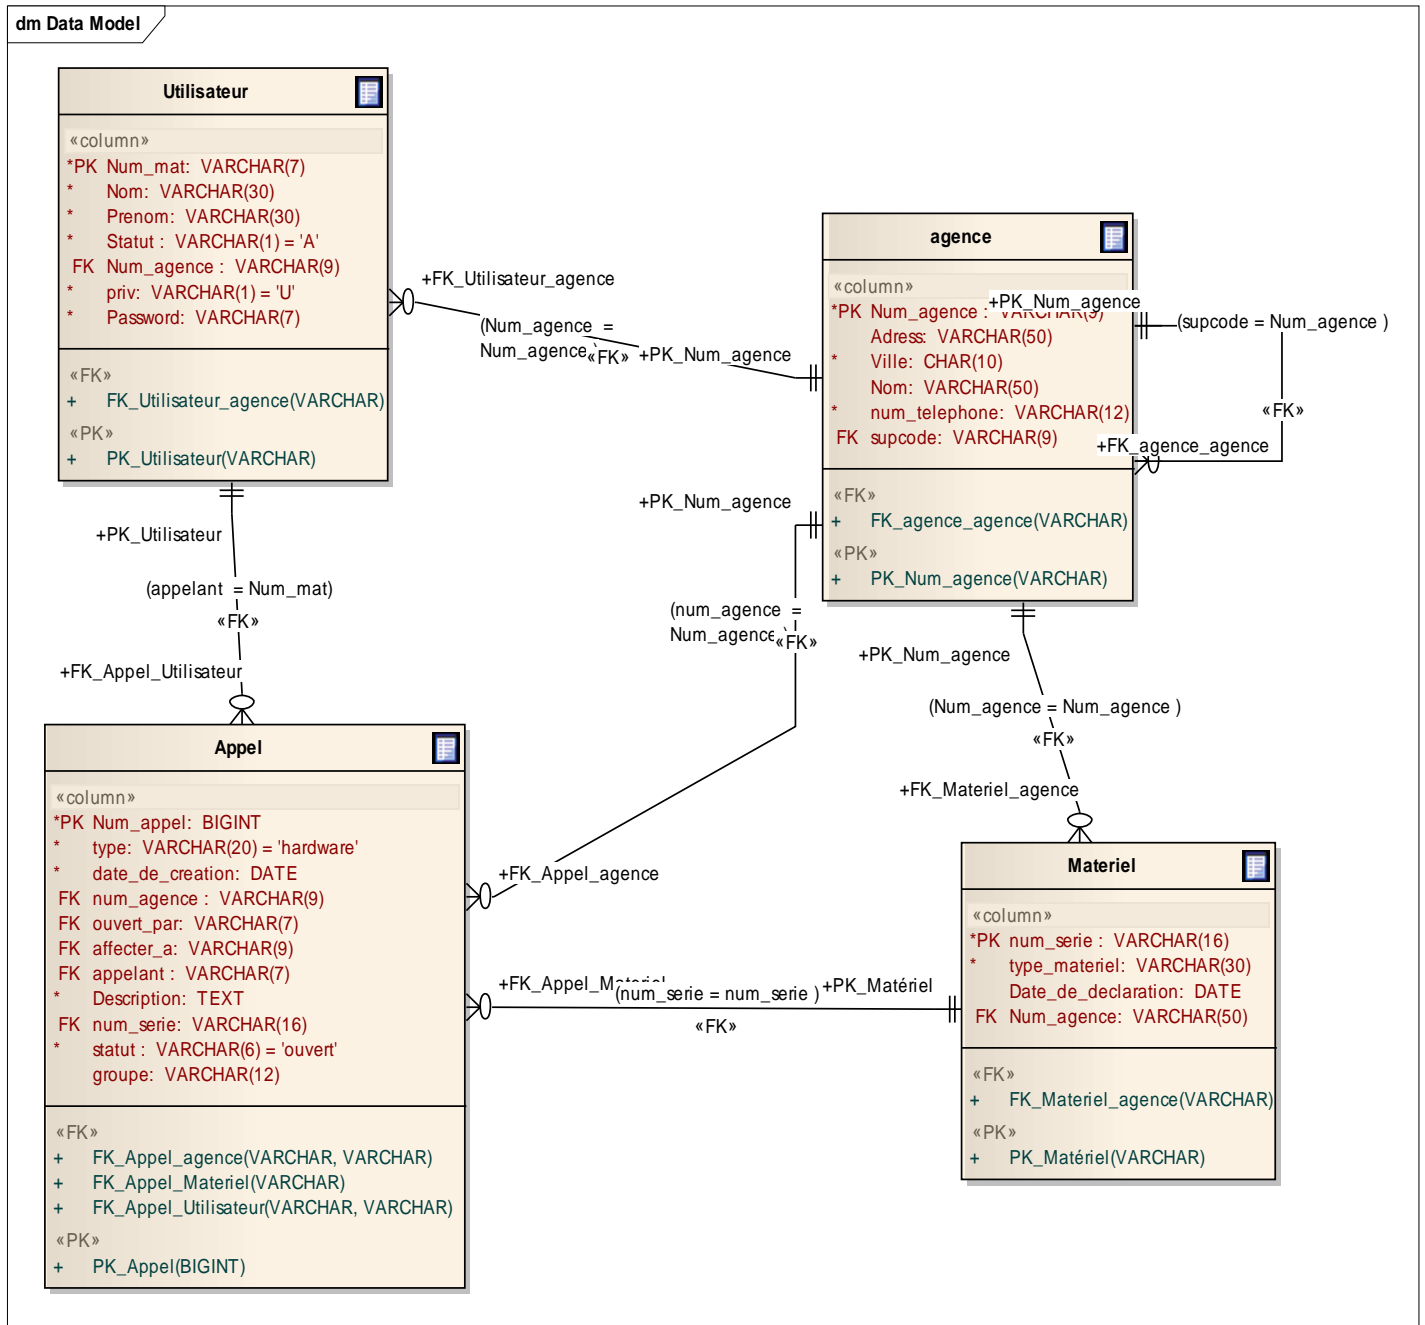 dm Data Model
Utilisateur
«column»
*PK Num_mat: VARCHAR(7)
* Nom: VARCHAR(30)
* Prenom: VARCHAR(30)
* Statut : VARCHAR(1) = 'A'
FK Num_agence : VARCHAR(9)
* priv: VARCHAR(1) = 'U'
* Password: VARCHAR(7)
«FK»
+ FK_Utilisateur_agence(VARCHAR)
«PK»
+ PK_Utilisateur(VARCHAR)
+FK_Utilisateur_agence
(Num_agence =
Num_agence
«FK»
+PK_Num_agence
agence
«column»
*PK Num_agence : VARCHAR(9)
Adress: VARCHAR(50)
* Ville: CHAR(10)
Nom: VARCHAR(50)
* num_telephone: VARCHAR(12)
FK supcode: VARCHAR(9)
«FK»
+ FK_agence_agence(VARCHAR)
«PK»
+ PK_Num_agence(VARCHAR)
+PK_Num_agence
(supcode = Num_agence )
«FK»
+FK_agence_agence
+PK_Utilisateur
(appelant = Num_mat)
«FK»
+FK_Appel_Utilisateur
+PK_Num_agence
(num_agence =
Num_agence
«FK»
+FK_Appel_agence
+PK_Num_agence
(Num_agence = Num_agence )
«FK»
+FK_Materiel_agence
Appel
«column»
*PK Num_appel: BIGINT
* type: VARCHAR(20) = 'hardware'
* date_de_creation: DATE
FK num_agence : VARCHAR(9)
FK ouvert_par: VARCHAR(7)
FK affecter_a: VARCHAR(9)
FK appelant : VARCHAR(7)
* Description: TEXT
FK num_serie: VARCHAR(16)
* statut : VARCHAR(6) = 'ouvert'
groupe: VARCHAR(12)
«FK»
+ FK_Appel_agence(VARCHAR, VARCHAR)
+ FK_Appel_Materiel(VARCHAR)
+ FK_Appel_Utilisateur(VARCHAR, VARCHAR)
«PK»
+ PK_Appel(BIGINT)
+FK_Appel_Materiel
(num_serie = num_serie )
+PK_Matériel
«FK»
Materiel
«column»
*PK num_serie : VARCHAR(16)
* type_materiel: VARCHAR(30)
Date_de_declaration: DATE
FK Num_agence: VARCHAR(50)
«FK»
+ FK_Materiel_agence(VARCHAR)
«PK»
+ PK_Matériel(VARCHAR)